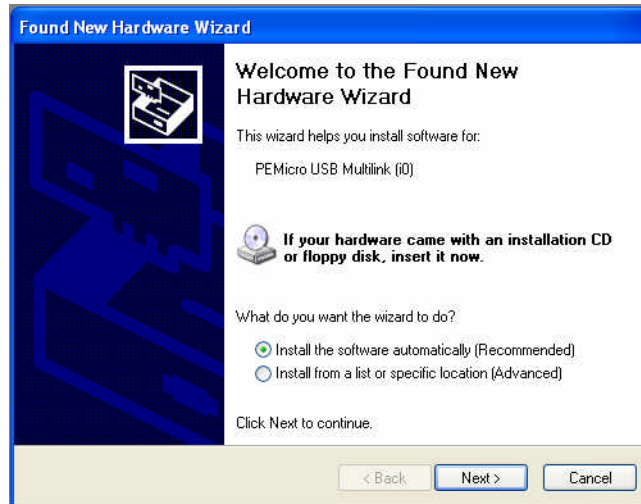 Found New Hardware Wizard
Welcome to the Found New
Hardware Wizard
This wizard helps you install software for:
PEMicro USB Multilink (i0)
If your hardware came with an installation CD
or floppy disk, insert it now.
What do you want the wizard to do?
Install the software automatically (Recommended)
Install from a list or specific location (Advanced)
Click Next to continue.
< Back Next > Cancel